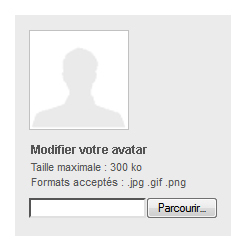 Modifier votre avatar
Taille maximale : 300 ko
Formats acceptés : .jpg .gif .png
Parcourir...